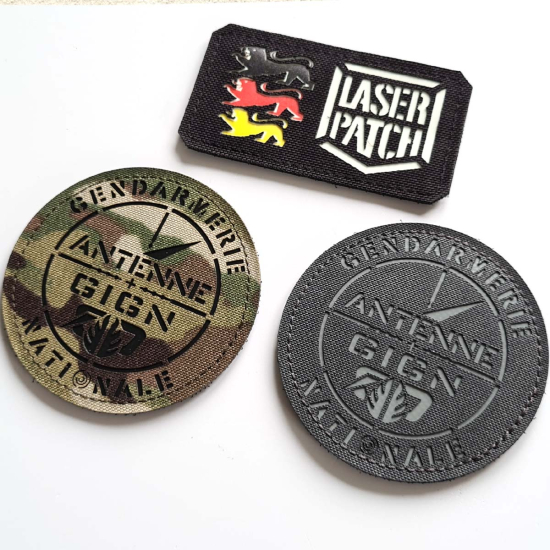 LASER
PATCH
GENDARMERIE
ANTENNE
GIGN
NATIONALE
GENDARMERIE
ANTENNE
GIGN
NATIONALE